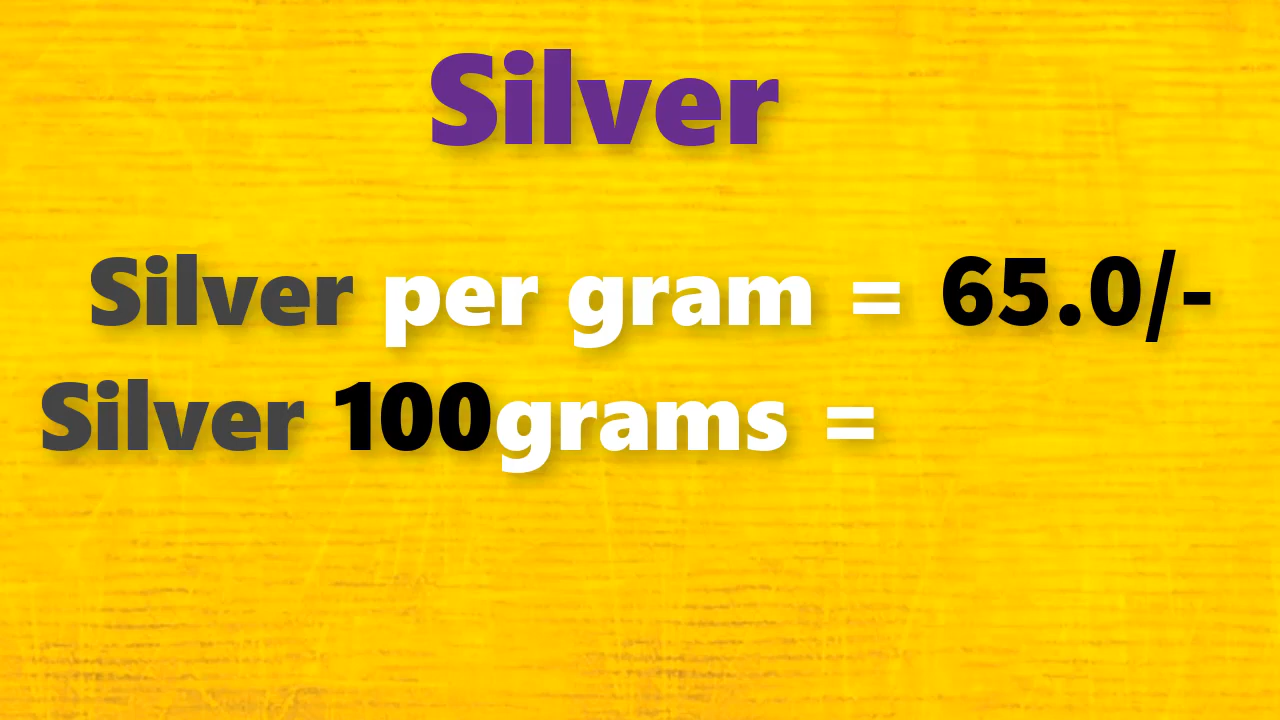 Silver
Silver per gram = 65.0/-
Silver 100grams =